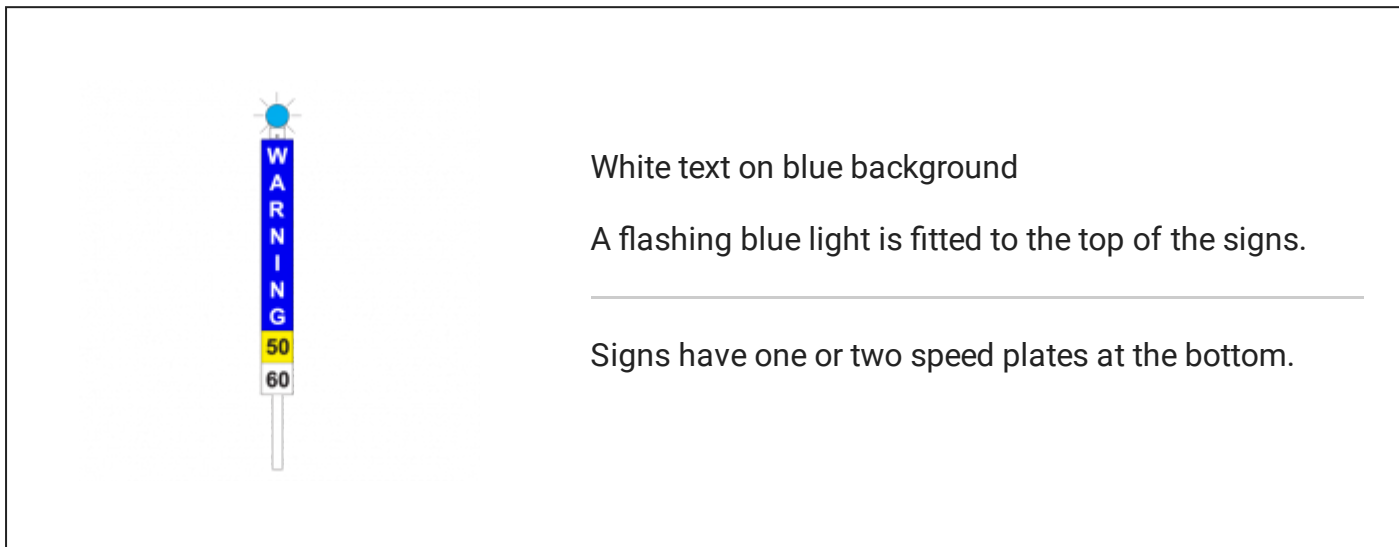 WARNING
50
60
White text on blue background
A flashing blue light is fitted to the top of the signs.
Signs have one or two speed plates at the bottom.